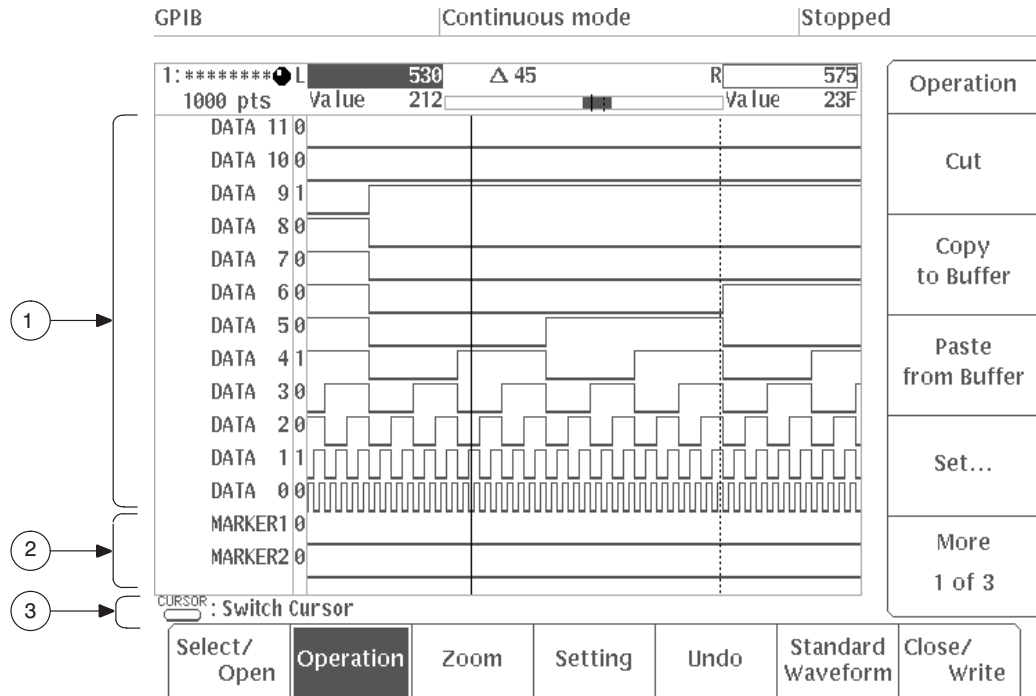 GPIB Continuous mode Stopped
1:******** L 530 Δ 45 R 575
1000 pts Value 212 Value 23F
DATA 11 0
DATA 10 0
DATA 9 1
DATA 8 0
DATA 7 0
DATA 6 0
DATA 5 0
DATA 4 1
DATA 3 0
DATA 2 0
DATA 1 1
DATA 0 0
MARKER1 0
MARKER2 0
CURSOR : Switch Cursor
1
2
3
Operation
Cut
Copy
to Buffer
Paste
from Buffer
Set...
More
1 of 3
Select/
Open
Operation
Zoom
Setting
Undo
Standard
Waveform
Close/
Write